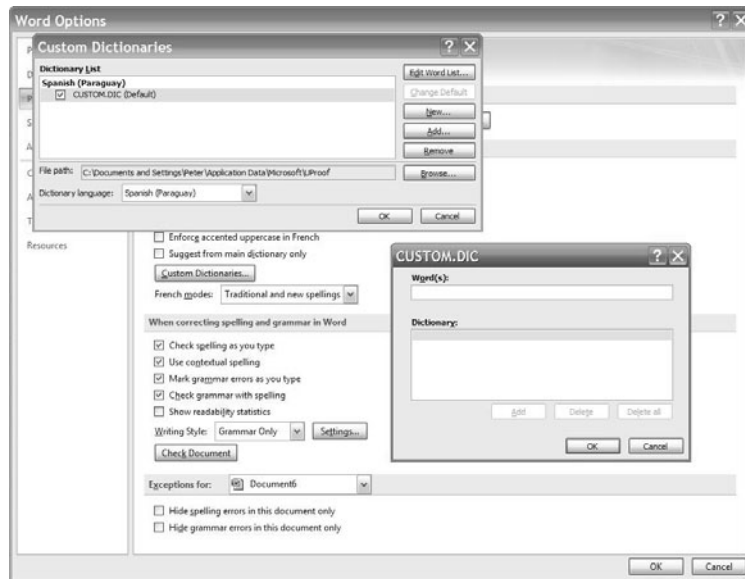 Word Options
Custom Dictionaries
Dictionary List
Spanish (Paraguay)
CUSTOM.DIC (Default)
Edit Word List...
Change Default
New...
Add...
Remove
File path: C:\Documents and Settings\Peter\Application Data\Microsoft\UProof
Browse...
Dictionary language: Spanish (Paraguay)
OK Cancel
P
D
P
S
A
C
A
T
Resources
Enforce accented uppercase in French
Suggest from main dictionary only
Custom Dictionaries...
French modes: Traditional and new spellings
When correcting spelling and grammar in Word
Check spelling as you type
Use contextual spelling
Mark grammar errors as you type
Check grammar with spelling
Show readability statistics
Writing Style: Grammar Only Settings...
Check Document
Exceptions for: Document6
Hide spelling errors in this document only
Hide grammar errors in this document only
CUSTOM.DIC
Word(s):
Dictionary:
Add Delete Delete all
OK Cancel
OK Cancel